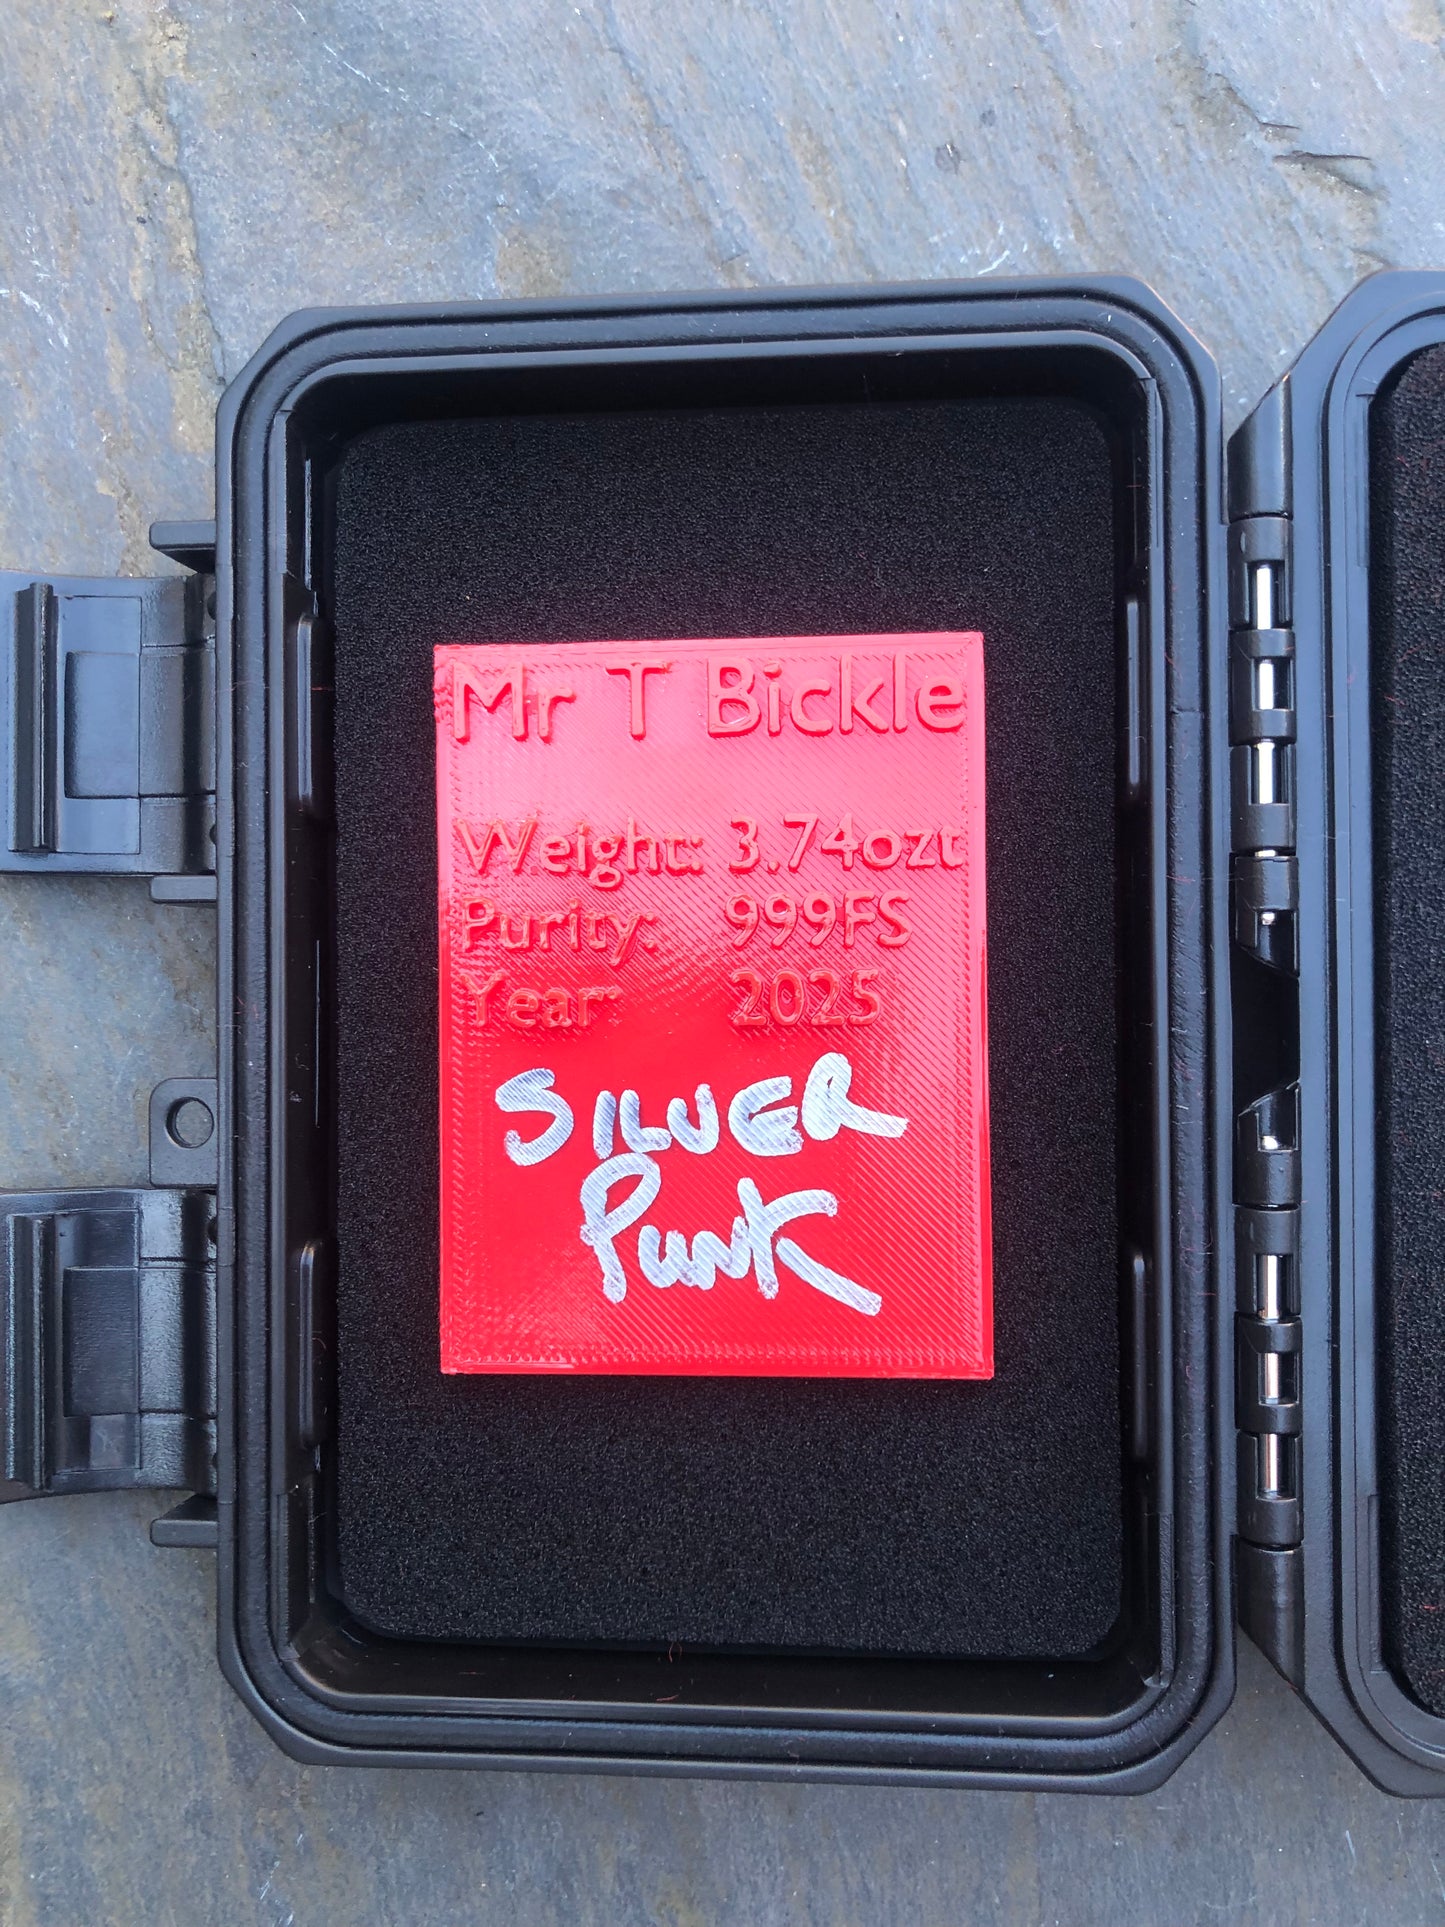 Mr T Bickle
Weight: 3.74ozt
Purity: 999FS
Year: 2025
SILVER
Punk